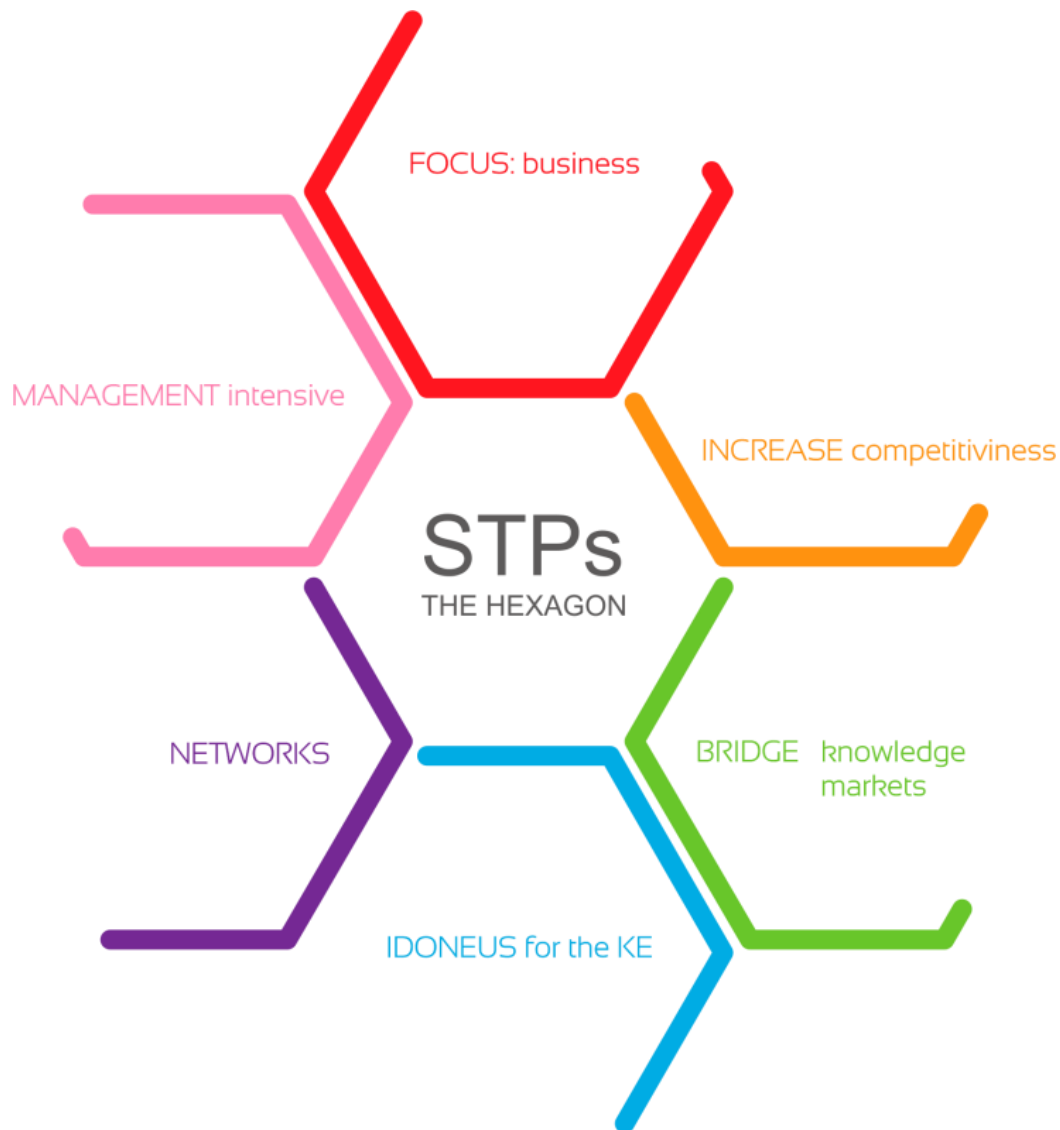 FOCUS: business
MANAGEMENT intensive
INCREASE competitiviness
STPs
THE HEXAGON
NETWORKS
BRIDGE knowledge
markets
IDONEUS for the KE